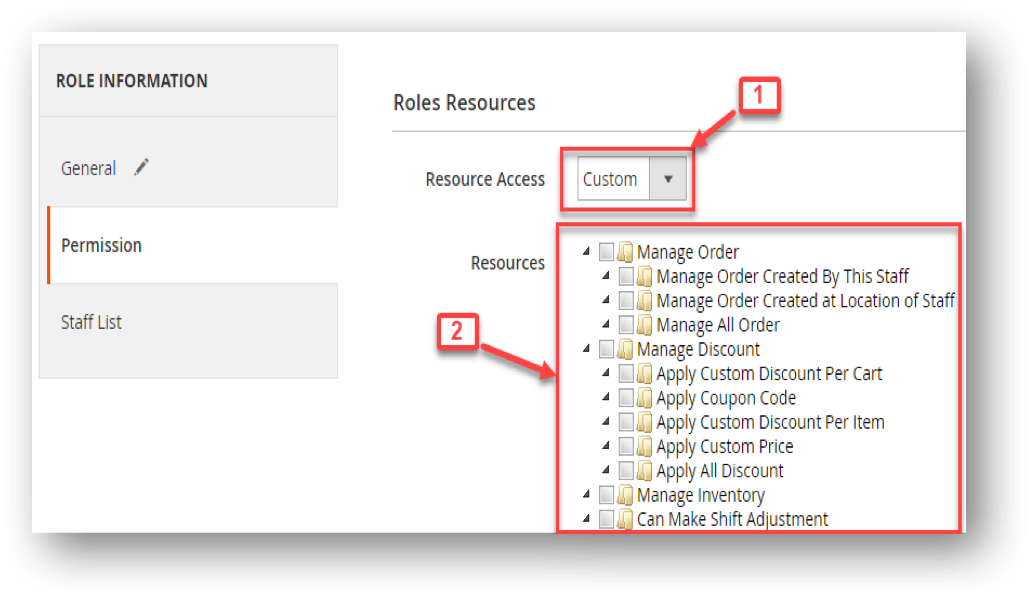 ROLE INFORMATION
General
Permission
Staff List
Roles Resources
1
Resource Access
Custom
Resources
2
Manage Order
Manage Order Created By This Staff
Manage Order Created at Location of Staff
Manage All Order
Manage Discount
Apply Custom Discount Per Cart
Apply Coupon Code
Apply Custom Discount Per Item
Apply Custom Price
Apply All Discount
Manage Inventory
Can Make Shift Adjustment